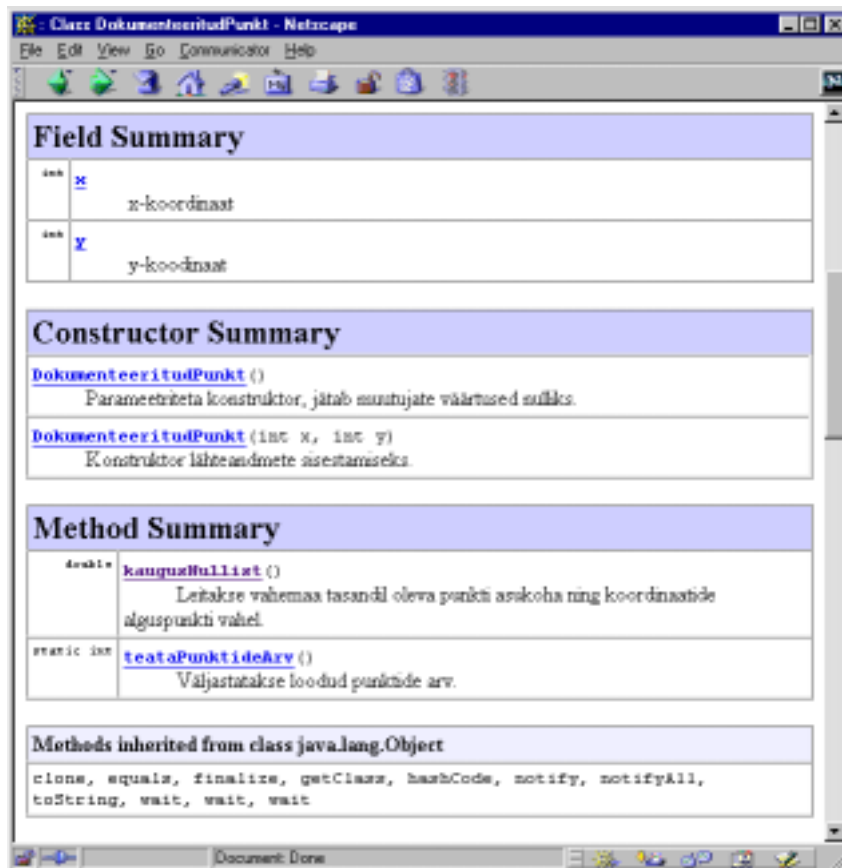 : Class DokumenteeritudPunkt - Netscape
File Edit View Go Communicator Help
Field Summary
int x
x-koordinaat
int y
y-koodinaat
Constructor Summary
DokumenteeritudPunkt()
Parameetriteta konstruktor, jätab muutujate väärtused nulliks.
DokumenteeritudPunkt(int x, int y)
Konstruktor lähteandmete sisestamiseks.
Method Summary
double kaugusNullist()
Leitakse vahemaa tasandil oleva punkti asukoha ning koordinaatide
alguspunkti vahel.
static int teataPunktideArv()
Väljastatakse loodud punktide arv.
Methods inherited from class java.lang.Object
clone, equals, finalize, getClass, hashCode, notify, notifyAll,
toString, wait, wait, wait
Document: Done